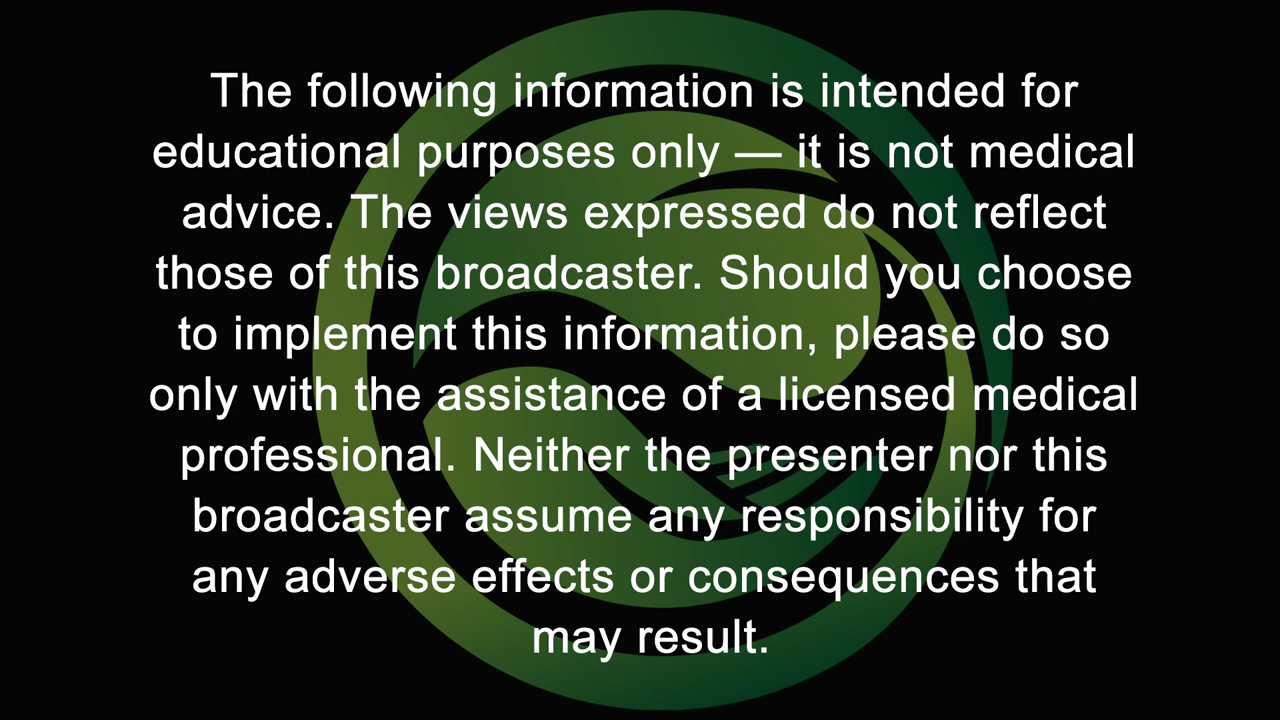 The following information is intended for
educational purposes only — it is not medical
advice. The views expressed do not reflect
those of this broadcaster. Should you choose
to implement this information, please do so
only with the assistance of a licensed medical
professional. Neither the presenter nor this
broadcaster assume any responsibility for
any adverse effects or consequences that
may result.